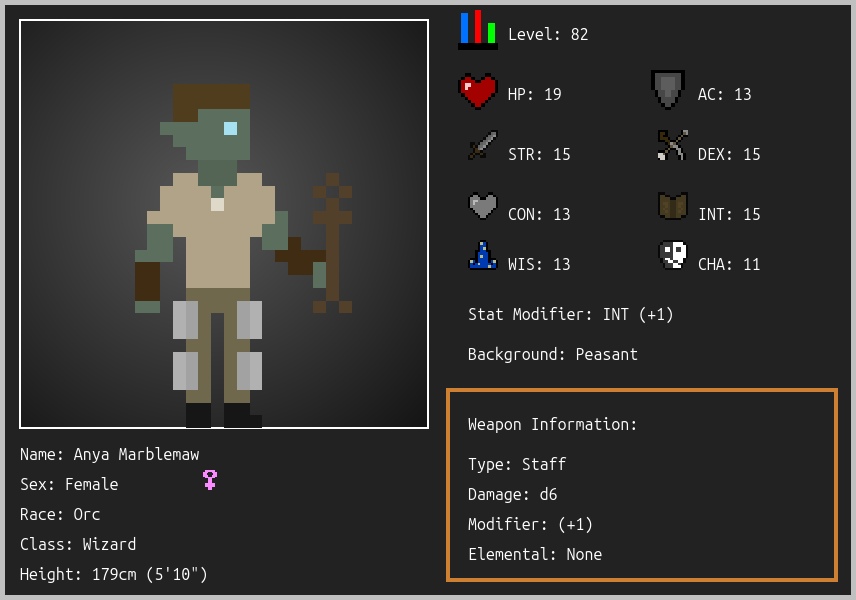 Level: 82
HP: 19
AC: 13
STR: 15
DEX: 15
CON: 13
INT: 15
WIS: 13
CHA: 11
Stat Modifier: INT (+1)
Background: Peasant
Weapon Information:
Type: Staff
Damage: d6
Modifier: (+1)
Elemental: None
Name: Anya Marblemaw
Sex: Female
Race: Orc
Class: Wizard
Height: 179cm (5'10")